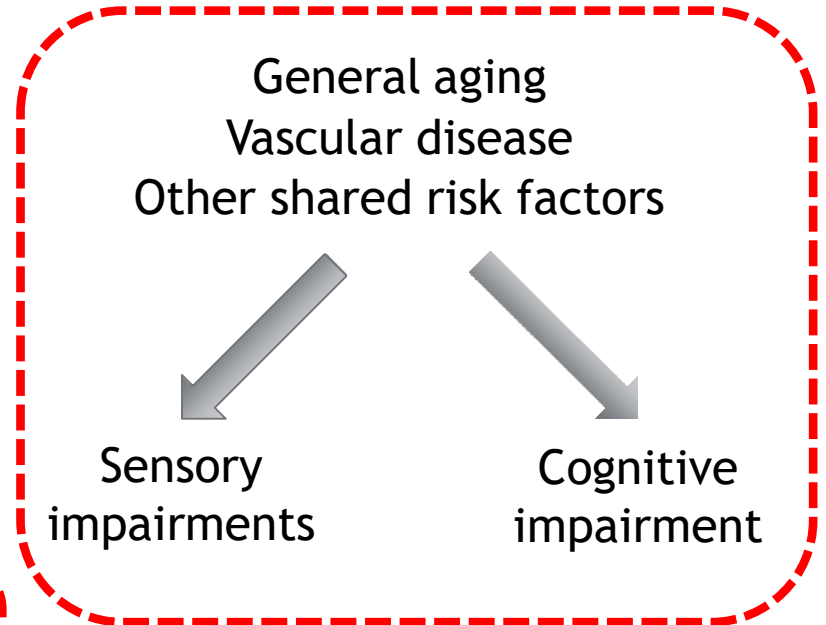 General aging
Vascular disease
Other shared risk factors
Sensory
impairments
Cognitive
impairment